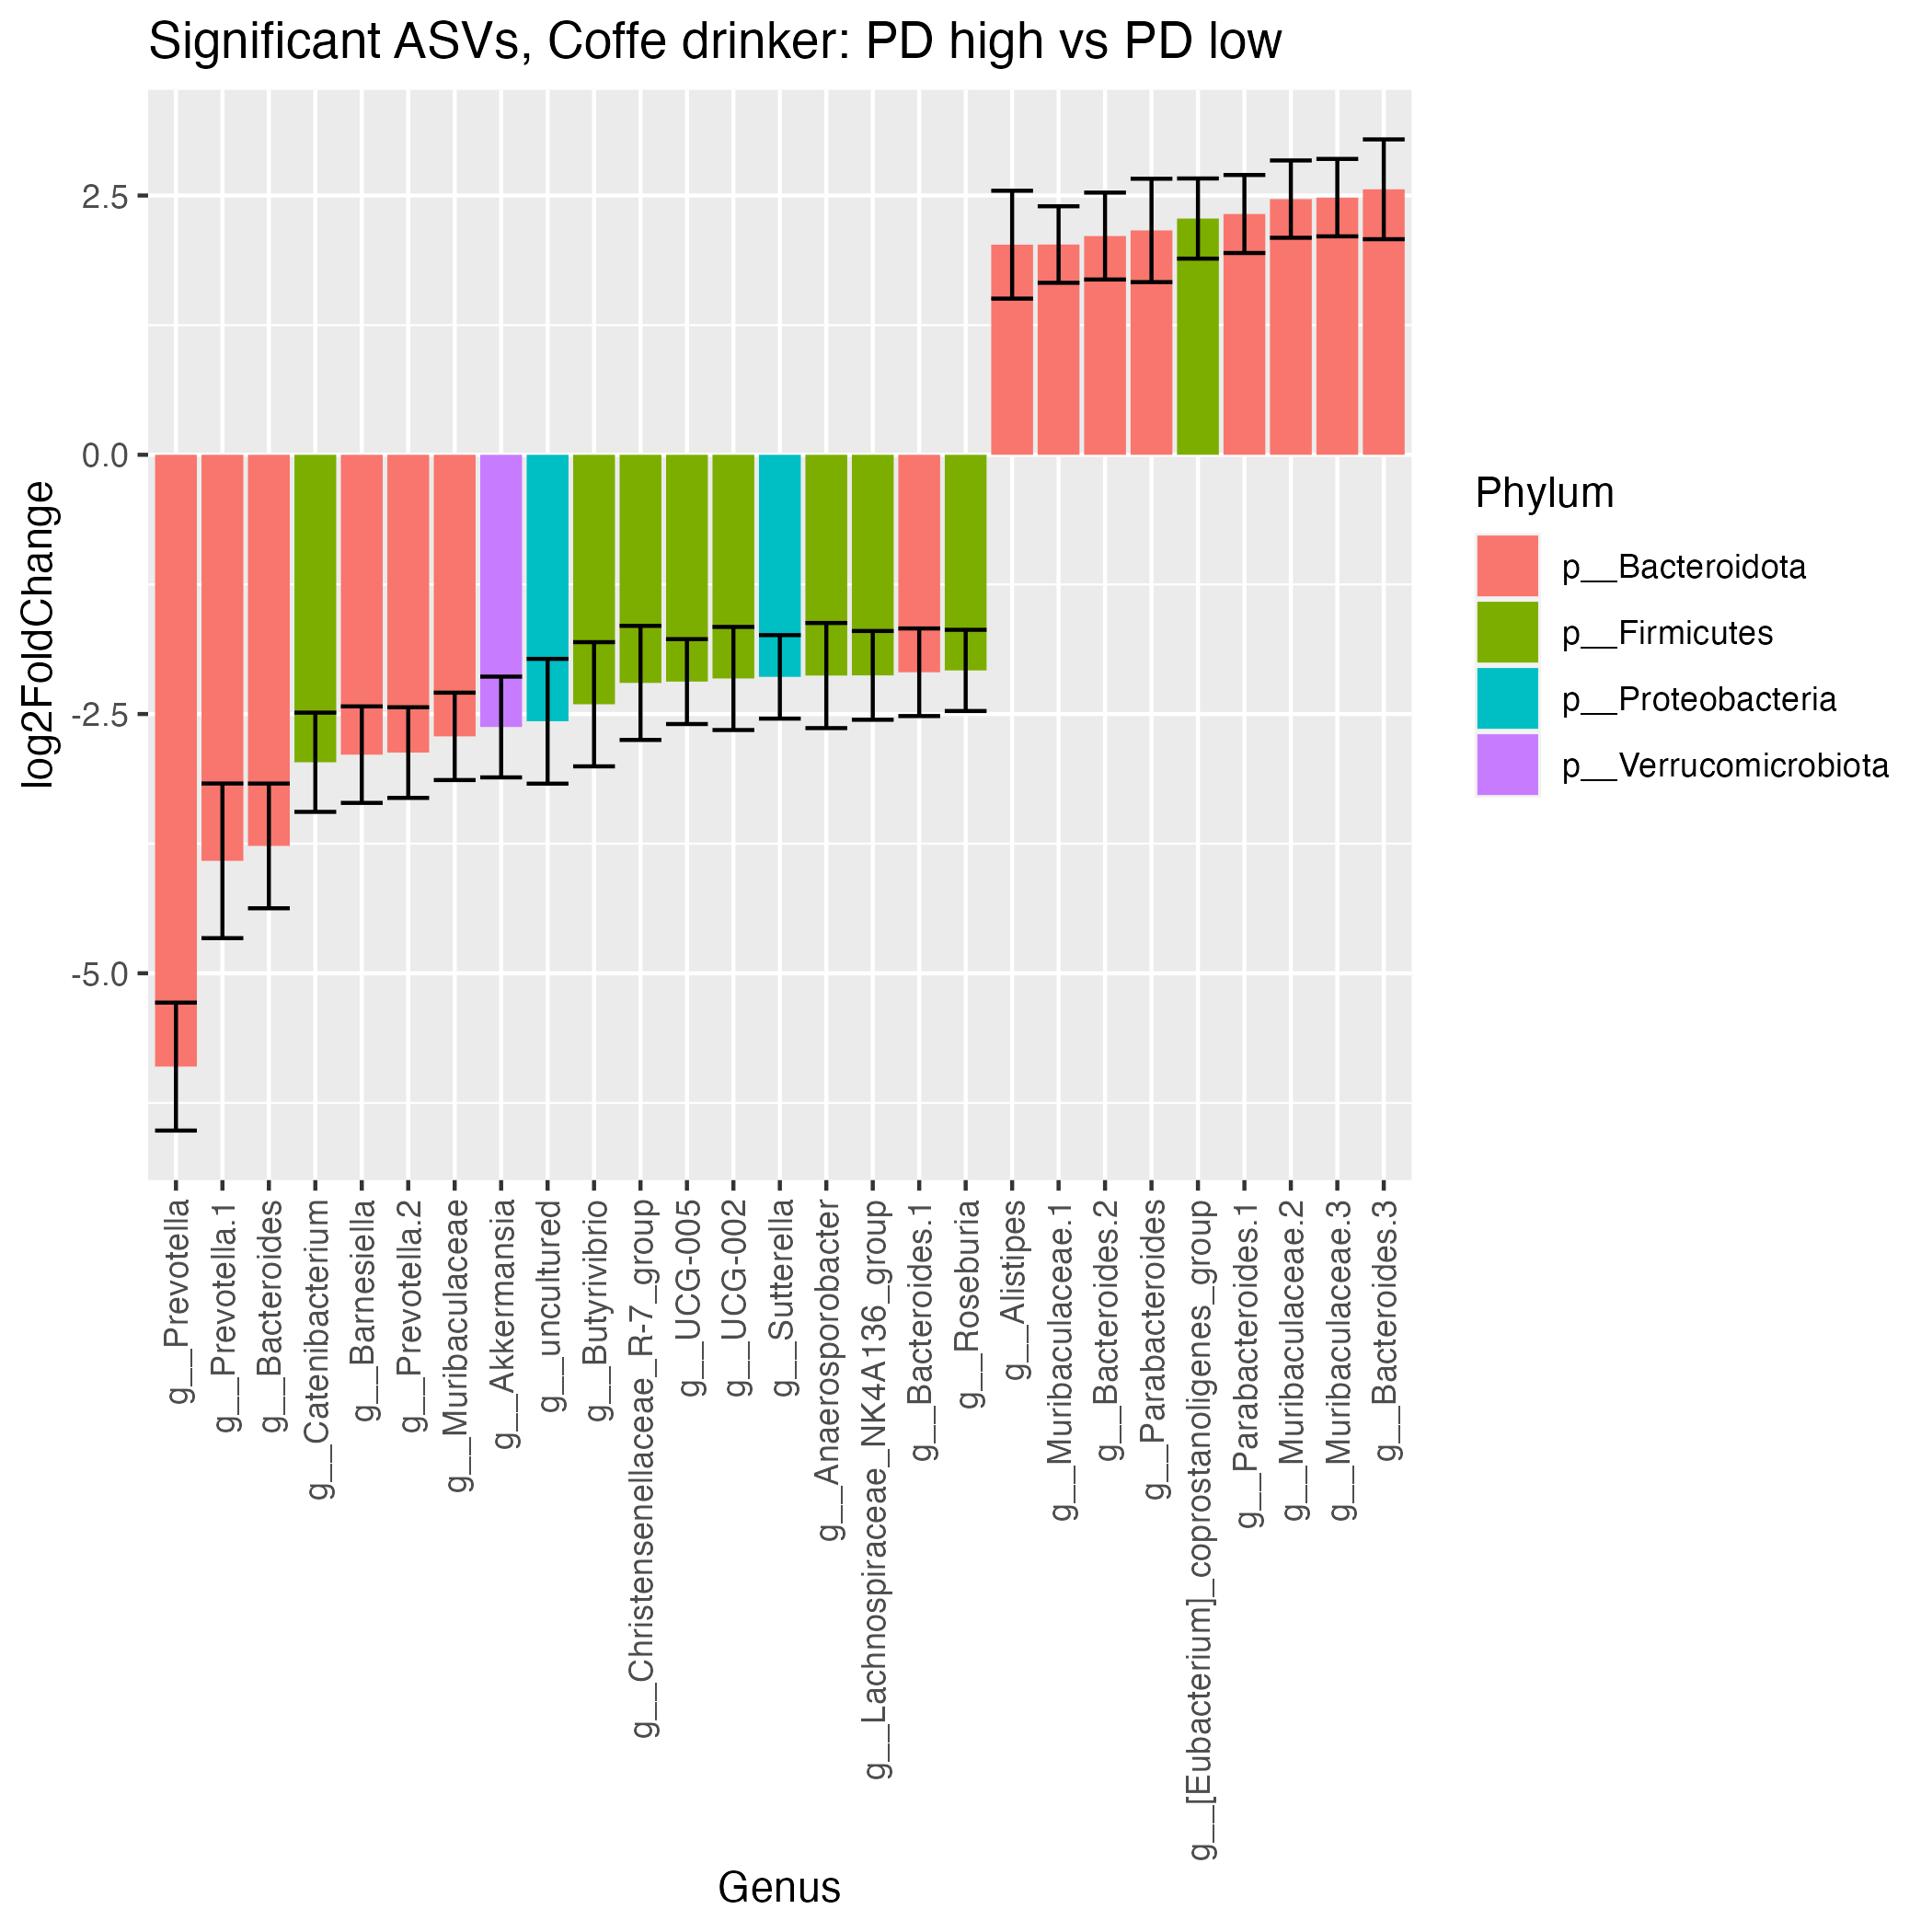 Significant ASVs, Coffe drinker: PD high vs PD low
log2FoldChange
2.5
0.0
-2.5
-5.0
g__Prevotella
g__Prevotella.1
g__Bacteroides
g__Catenibacterium
g__Barnesiella
g__Prevotella.2
g__Muribaculaceae
g__Akkermansia
g__uncultured
g__Butyrivibrio
g__Christensenellaceae_R-7_group
g__UCG-005
g__UCG-002
g__Sutterella
g__Anaerosporobacter
g__Lachnospiraceae_NK4A136_group
g__Bacteroides.1
g__Roseburia
g__Alistipes
g__Muribaculaceae.1
g__Bacteroides.2
g__Parabacteroides
g__[Eubacterium]_coprostanoligenes_group
g__Parabacteroides.1
g__Muribaculaceae.2
g__Muribaculaceae.3
g__Bacteroides.3
Genus
Phylum
p__Bacteroidota
p__Firmicutes
p__Proteobacteria
p__Verrucomicrobiota